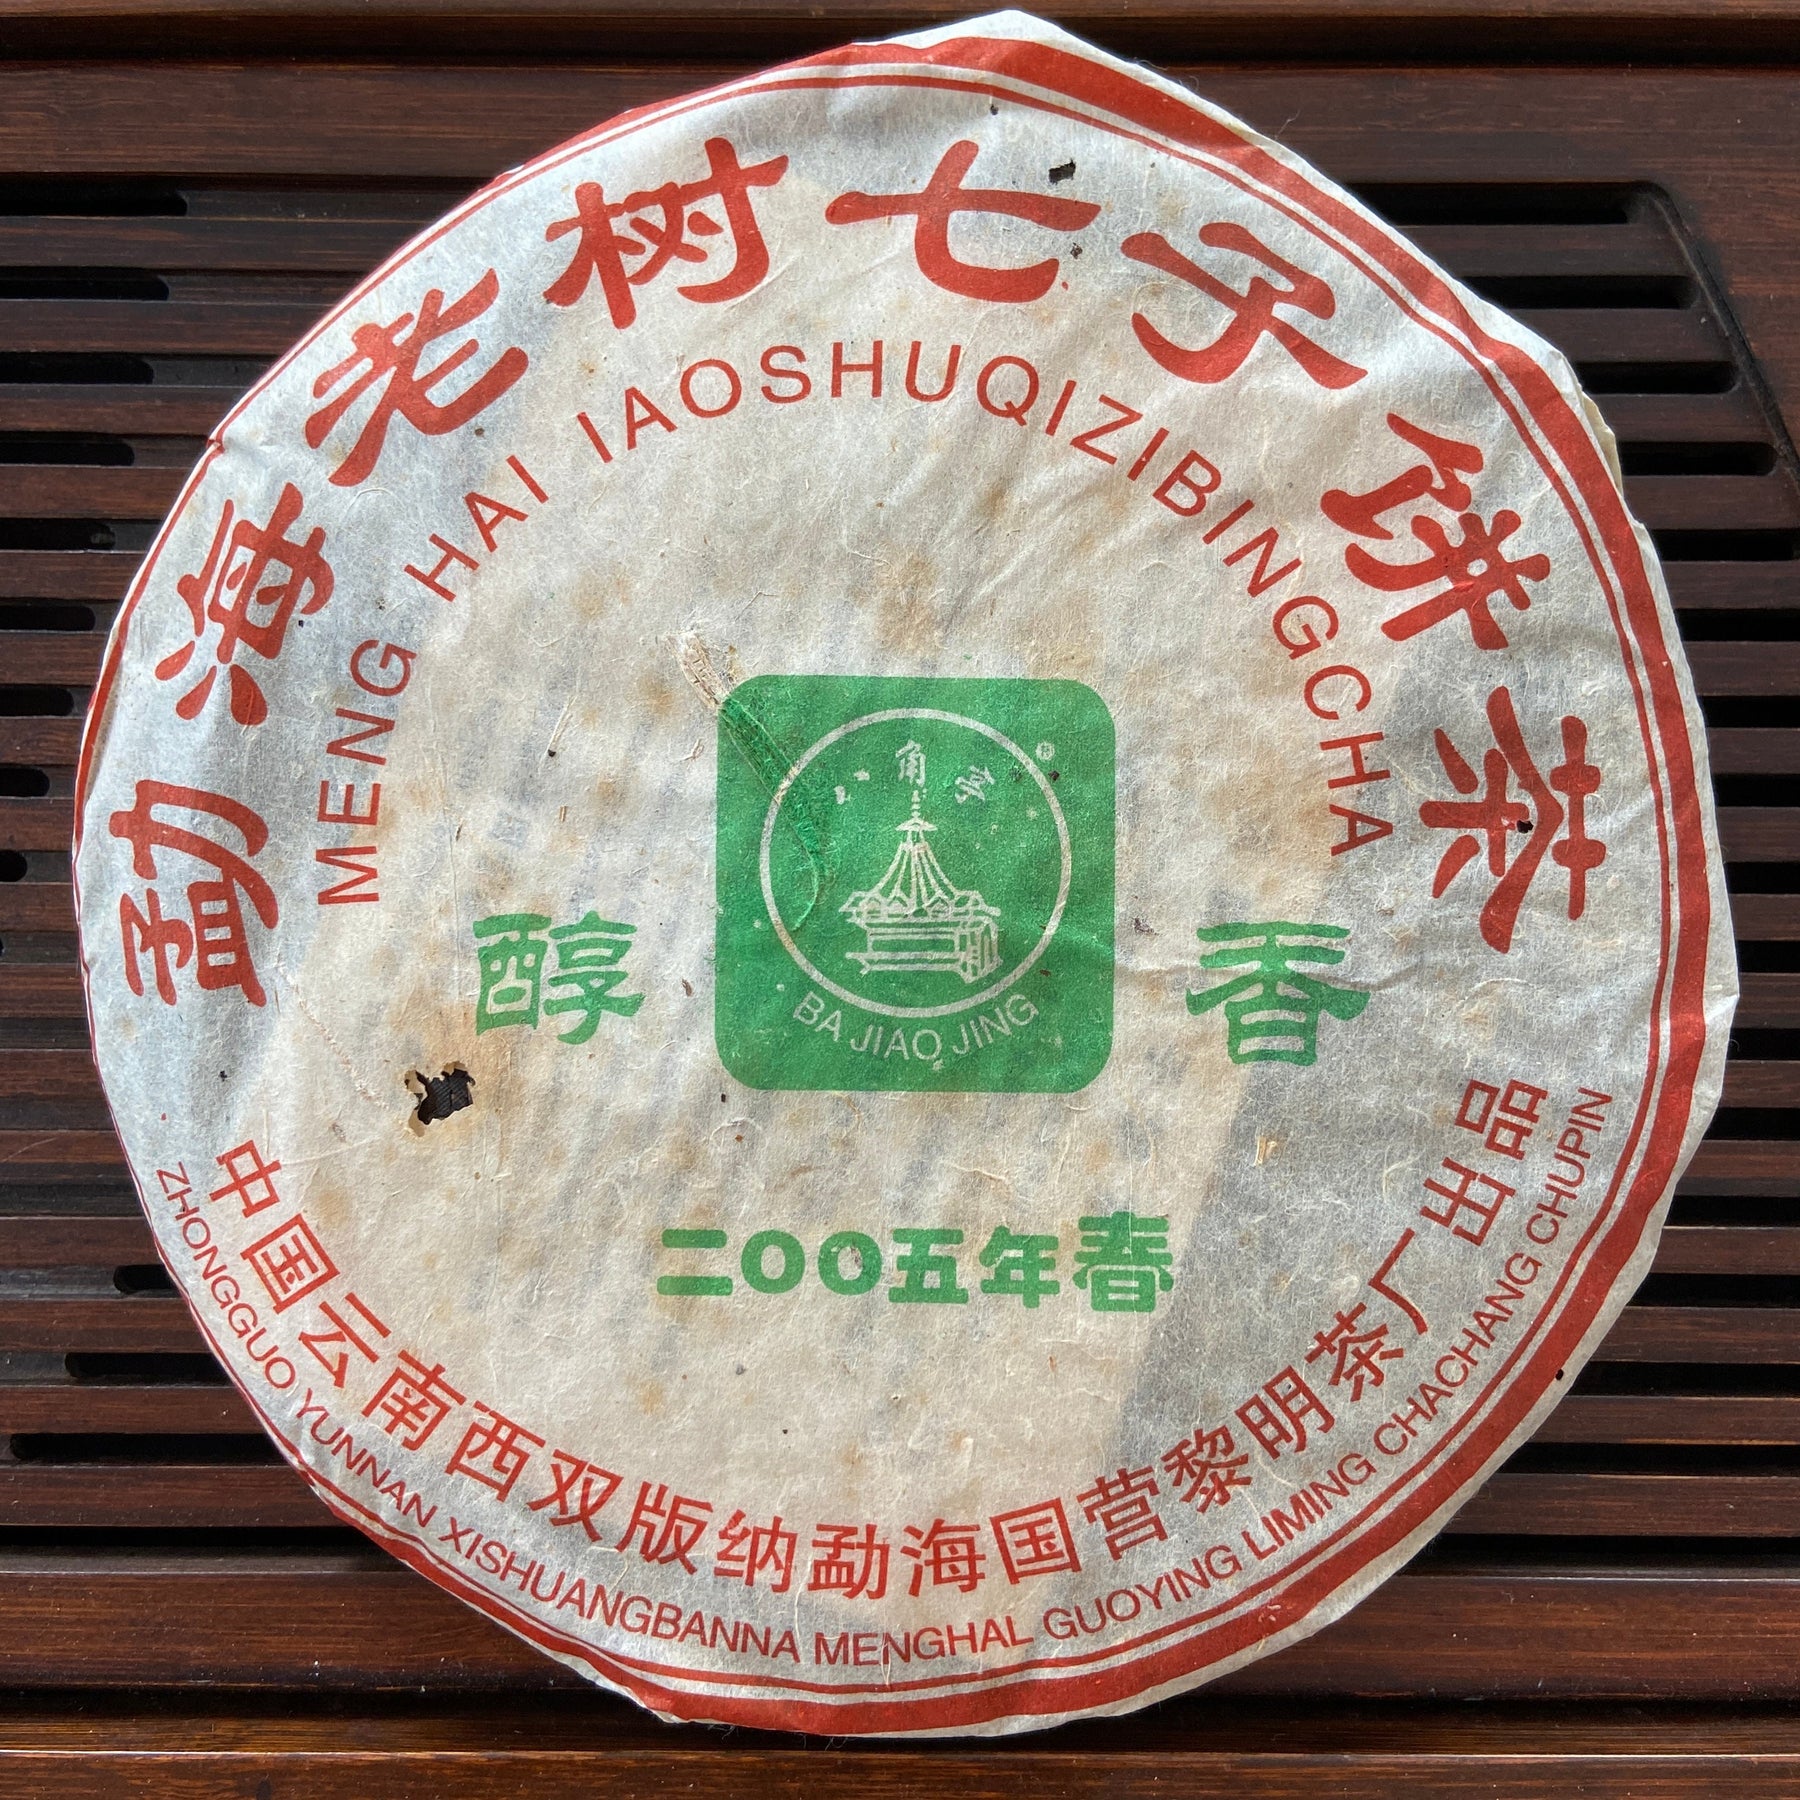 勐海老树七子饼茶
MENG HAI IAOSHUQIZIBINGCHA
角亭
®
BA JIAO JING
醇 香
二OO五年春
中国云南西双版纳勐海国营黎明茶厂出品
ZHONGGUO YUNNAN XISHUANGBANNA MENGHAL GUOYING LIMING CHACHANG CHUPIN